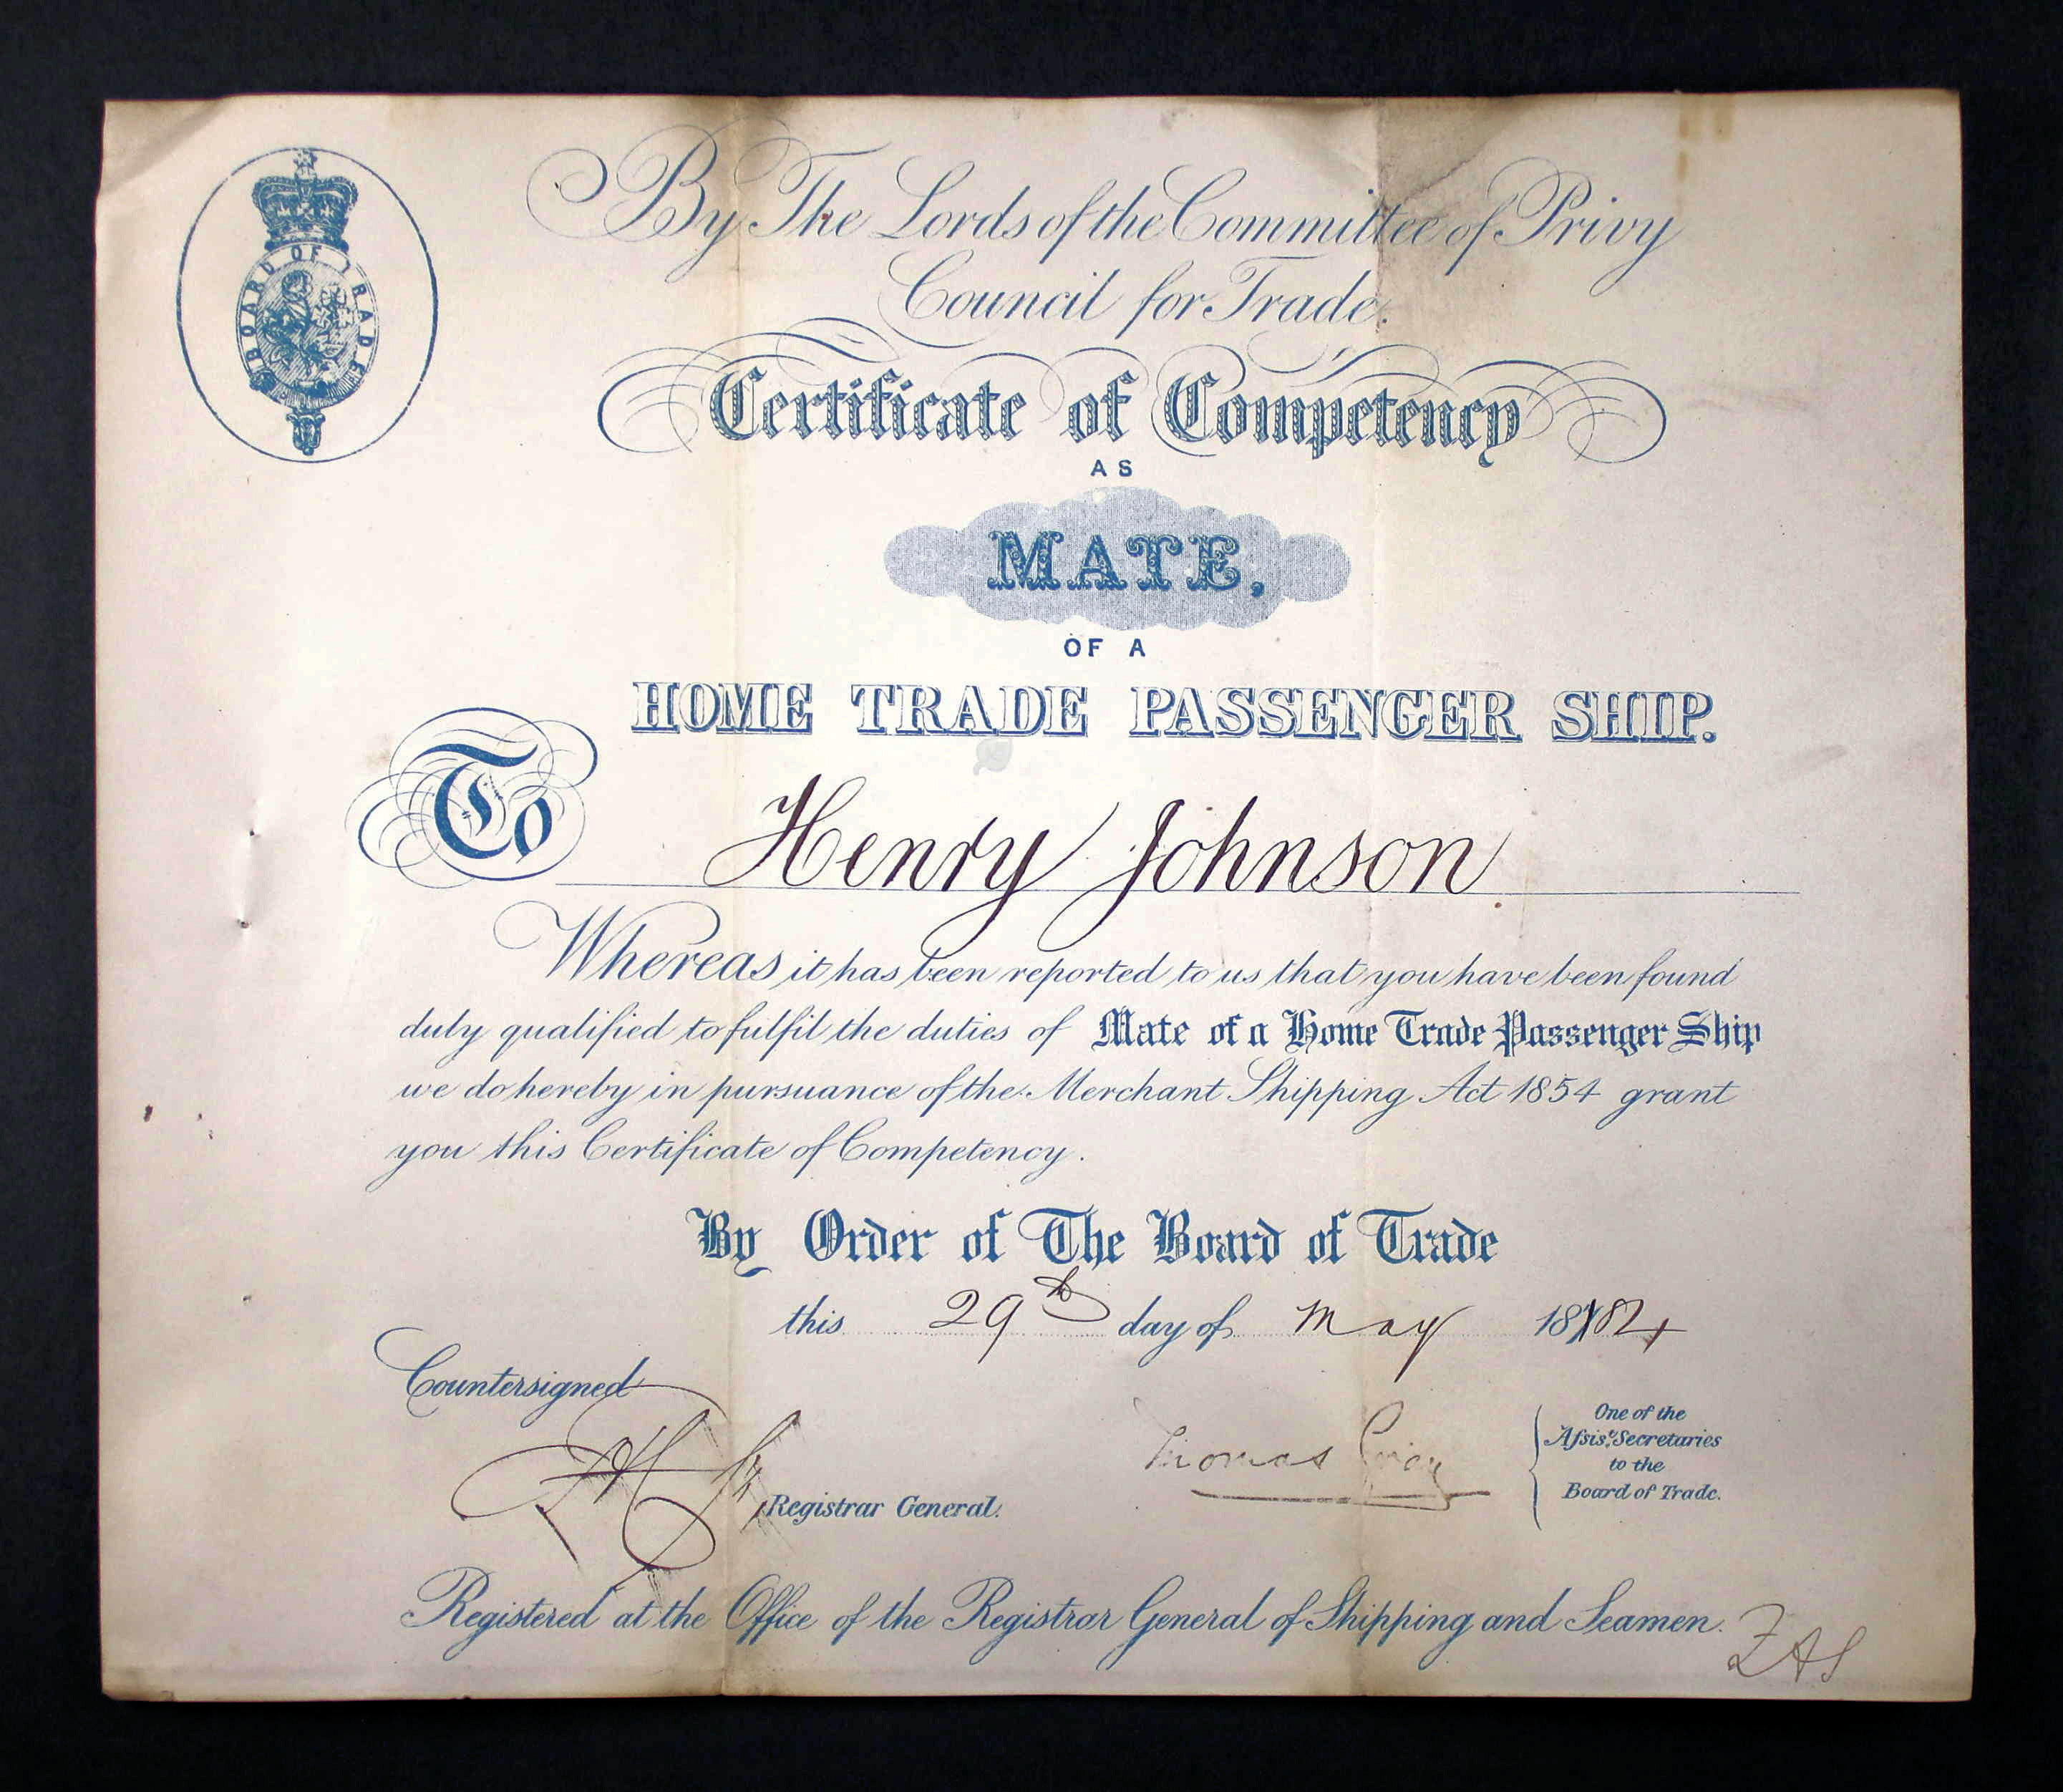 BOARD OF TRADE
By The Lords of the Committee of Privy
Council for Trade.
Certificate of Competency
AS
MATE,
OF A
HOME TRADE PASSENGER SHIP.
To Henry Johnson
Whereas it has been reported to us that you have been found
duly qualified to fulfil the duties of Mate of a Home Trade Passenger Ship
we do hereby in pursuance of the Merchant Shipping Act 1854 grant
you this Certificate of Competency.
By Order of The Board of Trade
this 29th day of May 1884
Countersigned
Registrar General.
Thomas Gray
One of the
Assist. Secretaries
to the
Board of Trade.
Registered at the Office of the Registrar General of Shipping and Seamen.